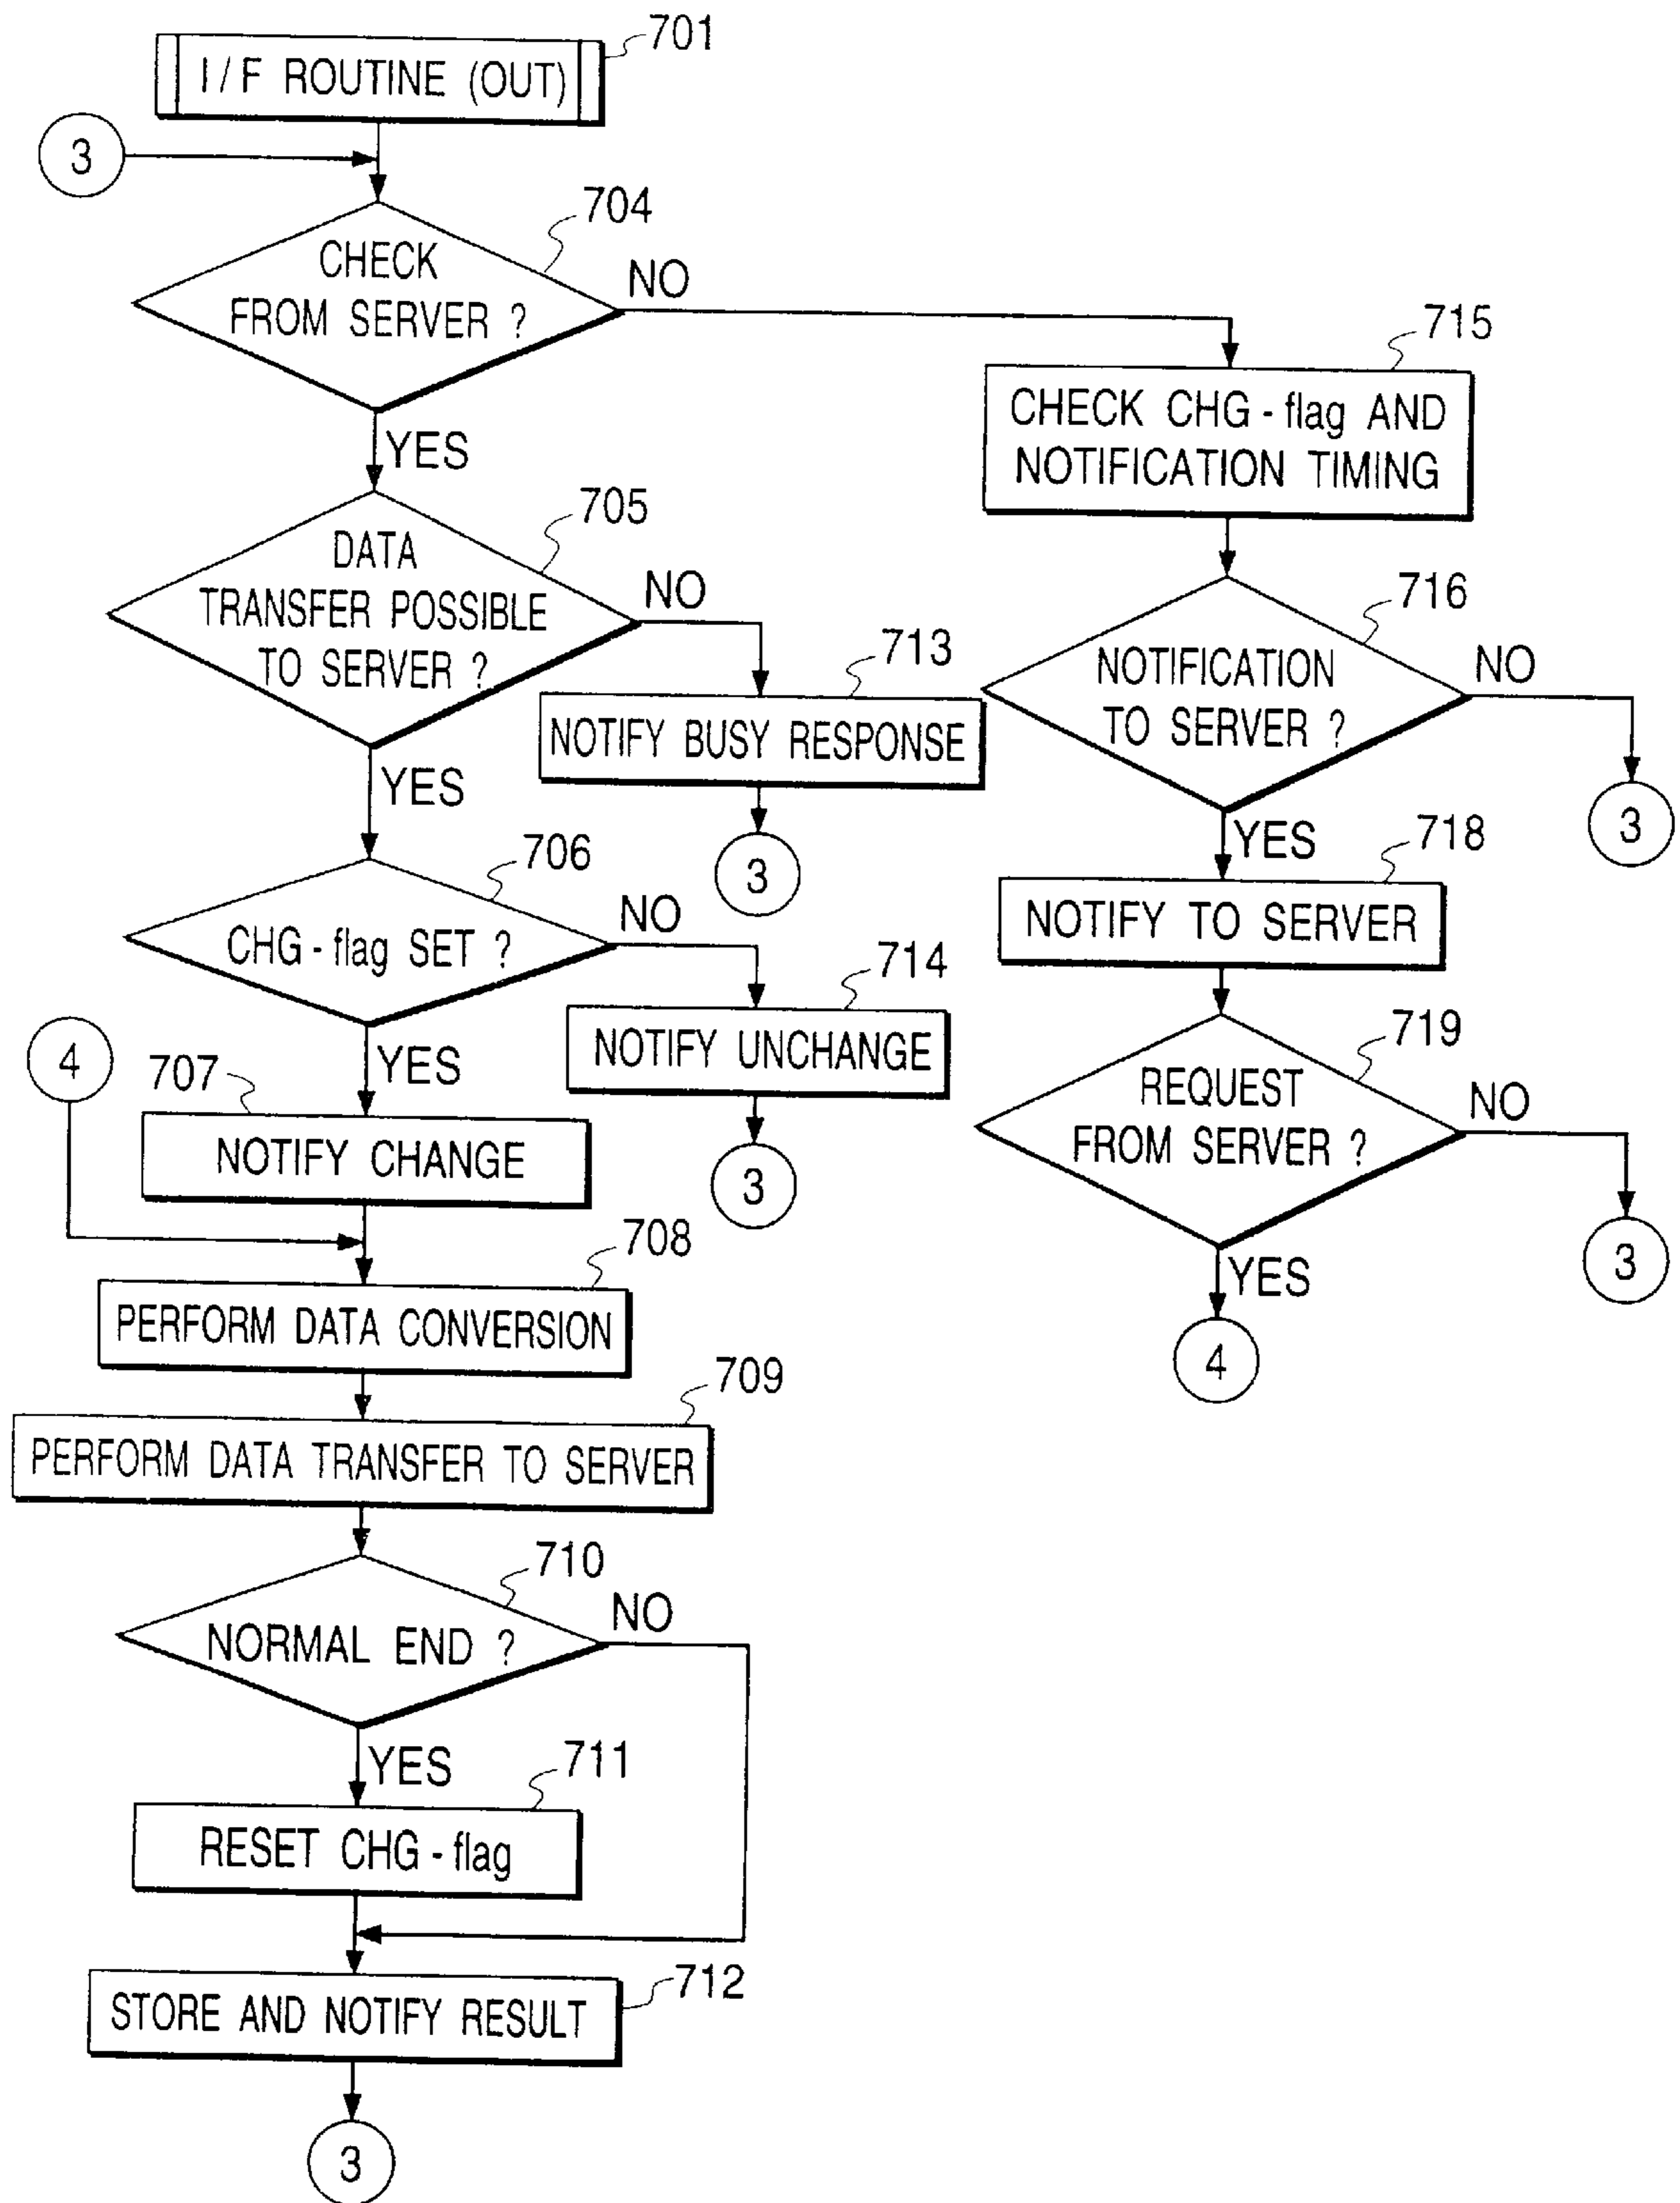 701
I / F ROUTINE (OUT)
3
704
CHECK
FROM SERVER ?
NO
YES
705
DATA
TRANSFER POSSIBLE
TO SERVER ?
NO
713
NOTIFY BUSY RESPONSE
3
YES
706
CHG - flag SET ?
NO
714
NOTIFY UNCHANGE
3
YES
4
707
NOTIFY CHANGE
708
PERFORM DATA CONVERSION
709
PERFORM DATA TRANSFER TO SERVER
710
NORMAL END ?
NO
YES
711
RESET CHG - flag
712
STORE AND NOTIFY RESULT
3
715
CHECK CHG - flag AND
NOTIFICATION TIMING
716
NOTIFICATION
TO SERVER ?
NO
3
YES
718
NOTIFY TO SERVER
719
REQUEST
FROM SERVER ?
NO
3
YES
4